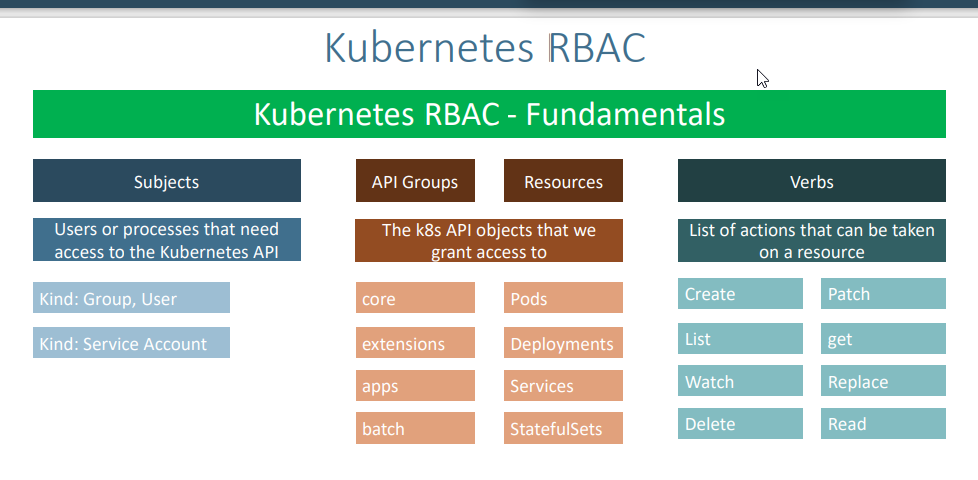 Kubernetes RBAC
Kubernetes RBAC - Fundamentals
Subjects
Users or processes that need
access to the Kubernetes API
Kind: Group, User
Kind: Service Account
API Groups
Resources
The k8s API objects that we
grant access to
core
Pods
extensions
Deployments
apps
Services
batch
StatefulSets
Verbs
List of actions that can be taken
on a resource
Create
Patch
List
get
Watch
Replace
Delete
Read